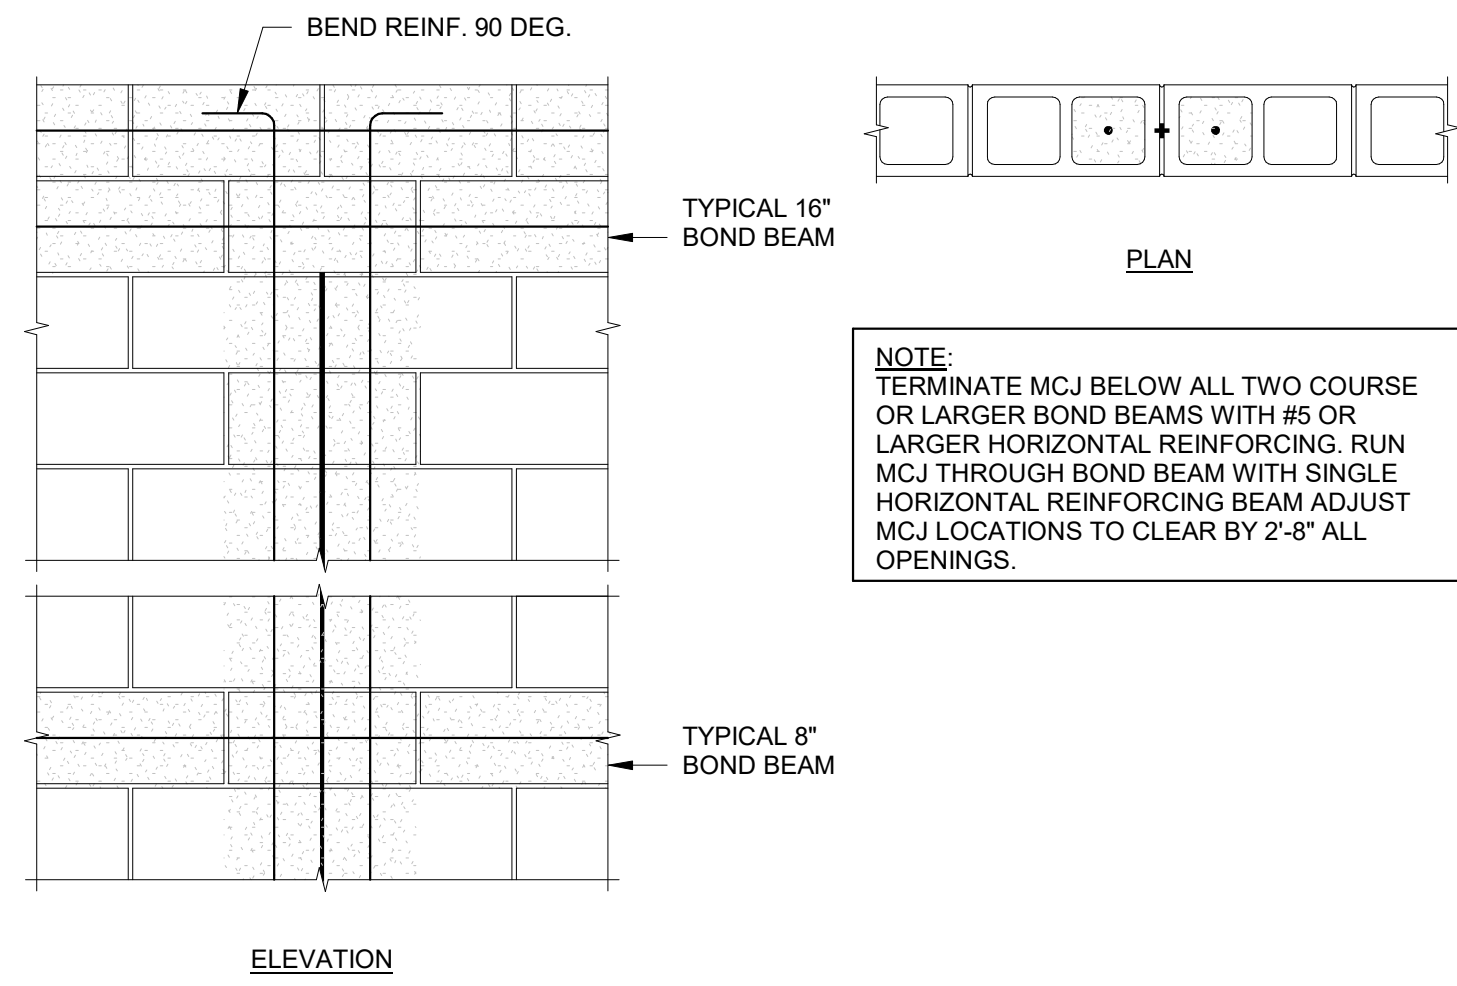 BEND REINF. 90 DEG.
TYPICAL 16"
BOND BEAM
PLAN
NOTE:
TERMINATE MCJ BELOW ALL TWO COURSE
OR LARGER BOND BEAMS WITH #5 OR
LARGER HORIZONTAL REINFORCING. RUN
MCJ THROUGH BOND BEAM WITH SINGLE
HORIZONTAL REINFORCING BEAM ADJUST
MCJ LOCATIONS TO CLEAR BY 2'-8" ALL
OPENINGS.
TYPICAL 8"
BOND BEAM
ELEVATION